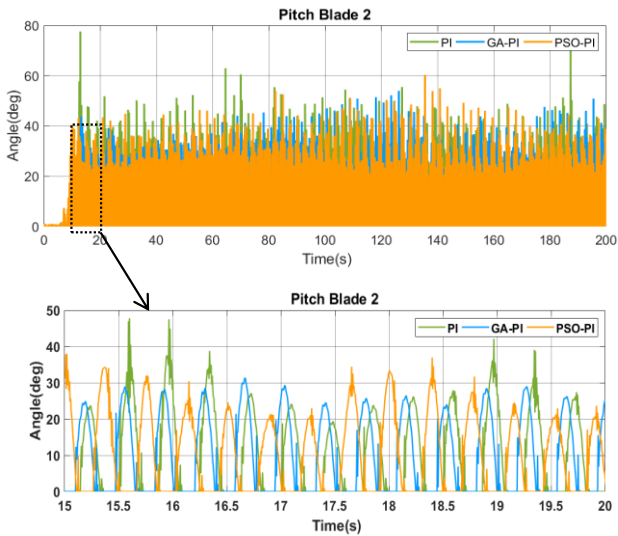 Pitch Blade 2
PI GA-PI PSO-PI
Angle(deg)
80
60
40
20
0
0 20 40 60 80 100 120 140 160 180 200
Time(s)
Pitch Blade 2
PI GA-PI PSO-PI
Angle(deg)
50
40
30
20
10
0
15 15.5 16 16.5 17 17.5 18 18.5 19 19.5 20
Time(s)